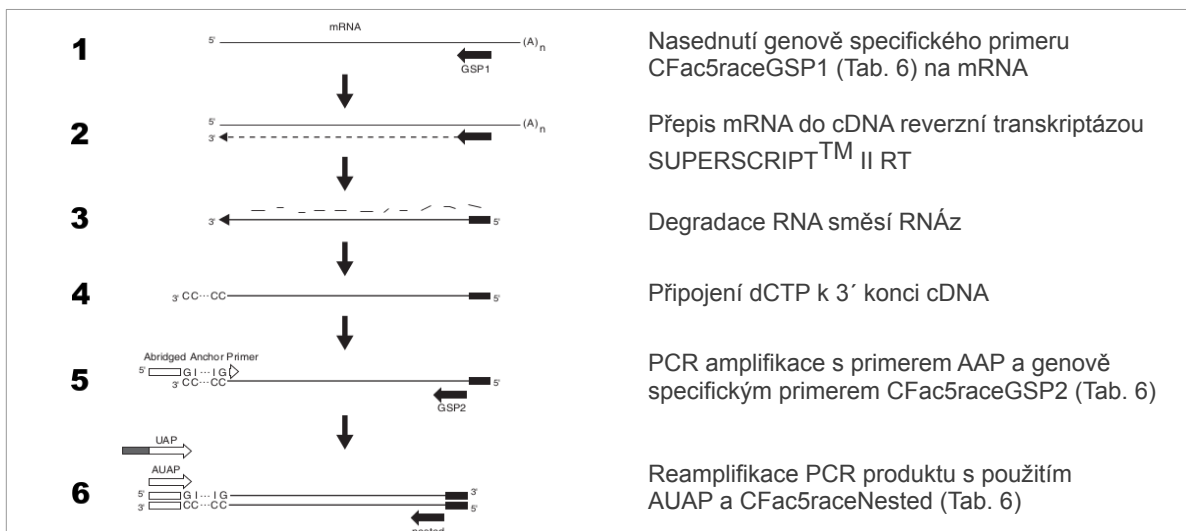 mRNA
1
5'
(A)n
GSP1
Nasednutí genově specifického primeru
CFac5raceGSP1 (Tab. 6) na mRNA
2
5'
(A)n
3'
Přepis mRNA do cDNA reverzní transkriptázou
SUPERSCRIPT™ II RT
3
3'
5'
Degradace RNA směsí RNÁz
4
3' CC···CC
5'
Připojení dCTP k 3´ konci cDNA
Abridged Anchor Primer
5
5'
GI···IG
3' CC···CC
5'
GSP2
PCR amplifikace s primerem AAP a genově
specifickým primerem CFac5raceGSP2 (Tab. 6)
UAP
AUAP
6
5'
GI···IG
3'
3'
CC···CC
5'
nested
Reamplifikace PCR produktu s použitím
AUAP a CFac5raceNested (Tab. 6)